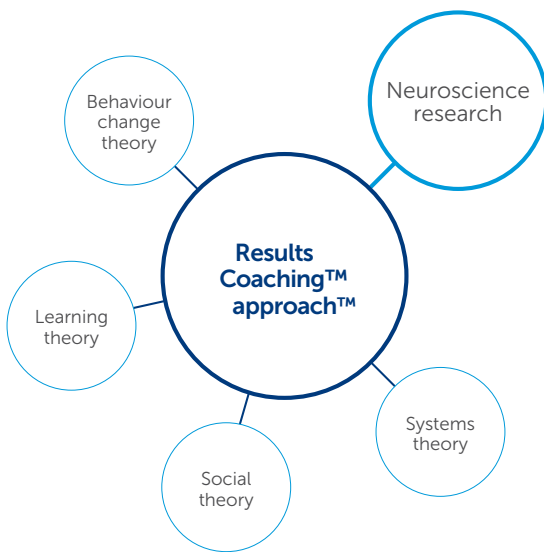 Neuroscience
research
Behaviour
change
theory
Results
Coaching™
approach™
Learning
theory
Systems
theory
Social
theory